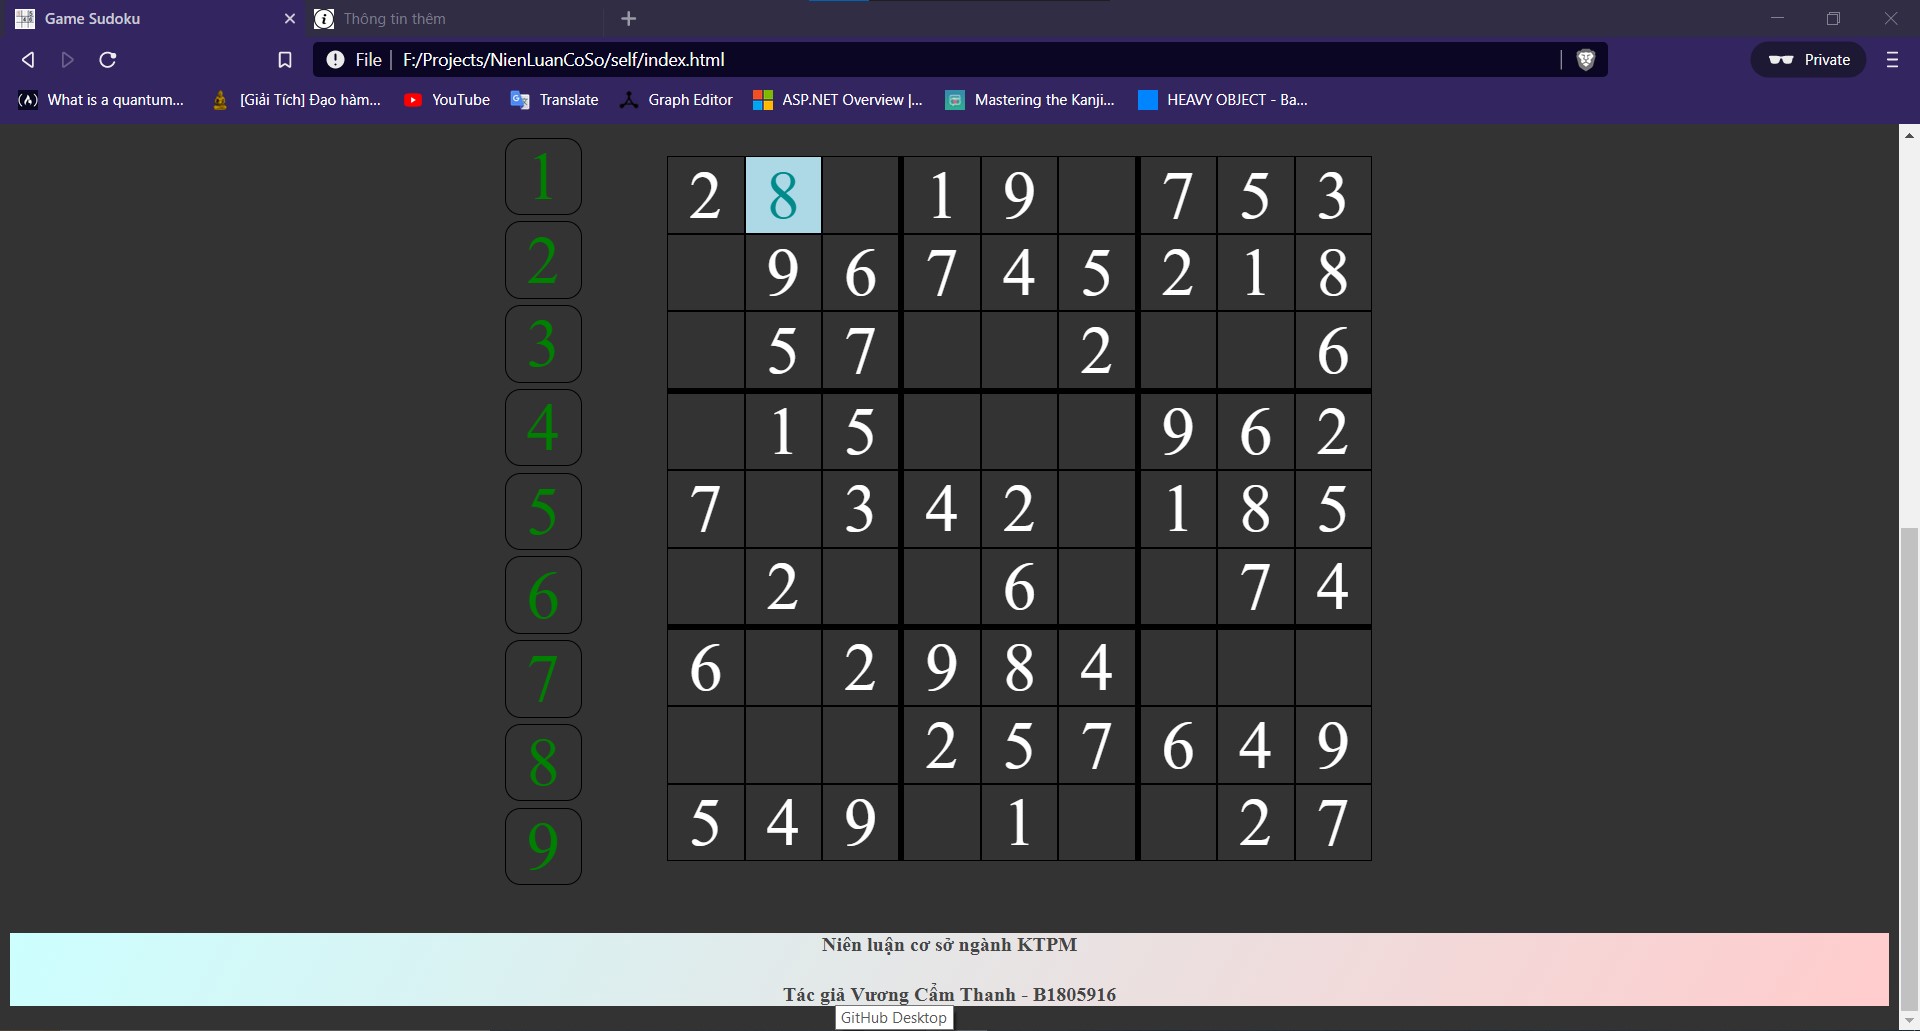 Game Sudoku
Thông tin thêm
File F:/Projects/NienLuanCoSo/self/index.html
Private
What is a quantum...
[Giải Tích] Đạo hàm...
YouTube
Translate
Graph Editor
ASP.NET Overview |...
Mastering the Kanji...
HEAVY OBJECT - Ba...
1
2
3
4
5
6
7
8
9
2 8 1 9 7 5 3
9 6 7 4 5 2 1 8
5 7 2 6
1 5 9 6 2
7 3 4 2 1 8 5
2 6 7 4
6 2 9 8 4
2 5 7 6 4 9
5 4 9 1 2 7
Niên luận cơ sở ngành KTPM
Tác giả Vương Cẩm Thanh - B1805916
GitHub Desktop